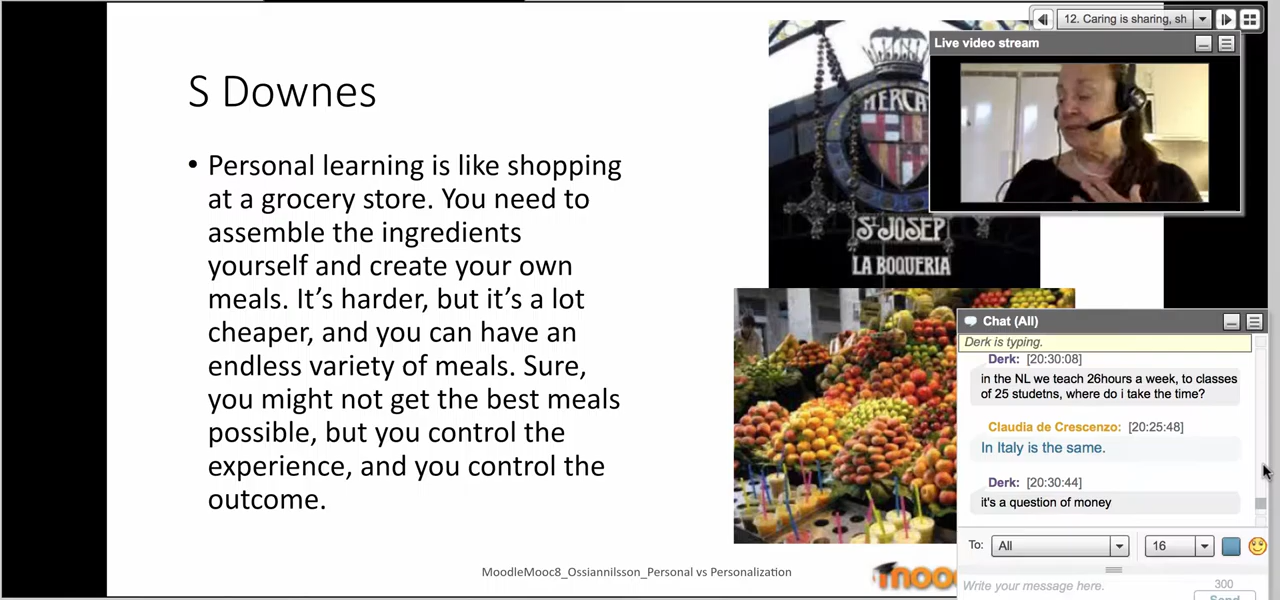 12. Caring is sharing, sh
Live video stream
S Downes
• Personal learning is like shopping
at a grocery store. You need to
assemble the ingredients
yourself and create your own
meals. It’s harder, but it’s a lot
cheaper, and you can have an
endless variety of meals. Sure,
you might not get the best meals
possible, but you control the
experience, and you control the
outcome.
MERCA
ST JOSEP
LA BOQUERIA
Chat (All)
Derk is typing.
Derk: [20:30:08]
in the NL we teach 26hours a week, to classes
of 25 studetns, where do i take the time?
Claudia de Crescenzo: [20:25:48]
In Italy is the same.
Derk: [20:30:44]
it's a question of money
To: All 16
Write your message here. 300
Send
MoodleMooc8_Ossiannilsson_Personal vs Personalization
mooo